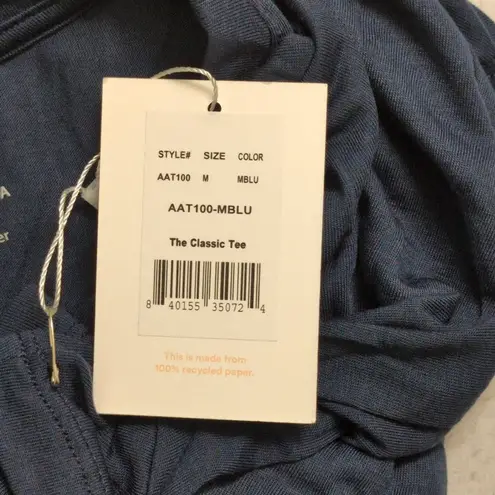 STYLE# SIZE COLOR
AAT100 M MBLU
AAT100-MBLU
The Classic Tee
8 40155 35072 4
This is made from
100% recycled paper.